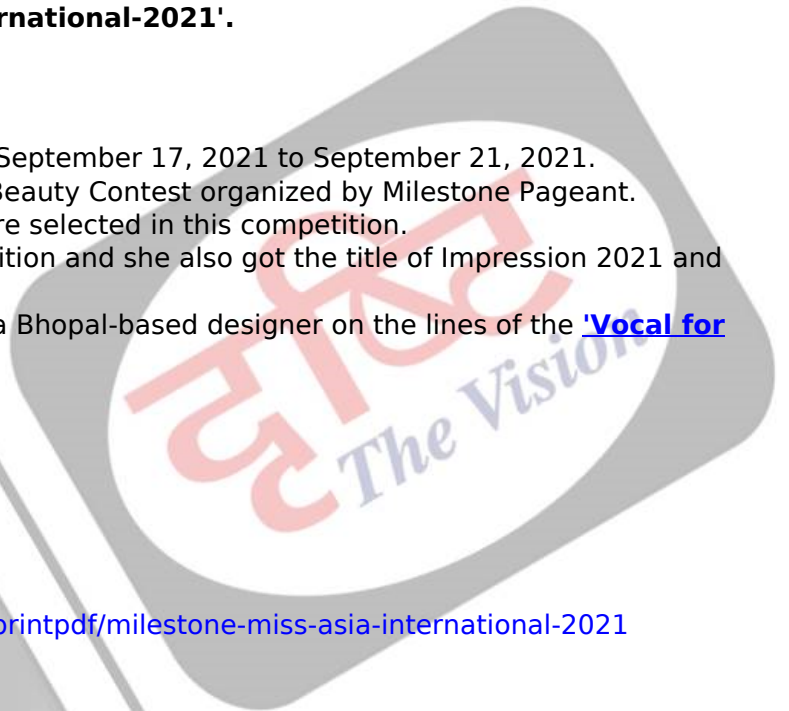 rnational-2021'.
September 17, 2021 to September 21, 2021.
Beauty Contest organized by Milestone Pageant.
re selected in this competition.
ition and she also got the title of Impression 2021 and
a Bhopal-based designer on the lines of the 'Vocal for
दृष्टि
The Vision
printpdf/milestone-miss-asia-international-2021